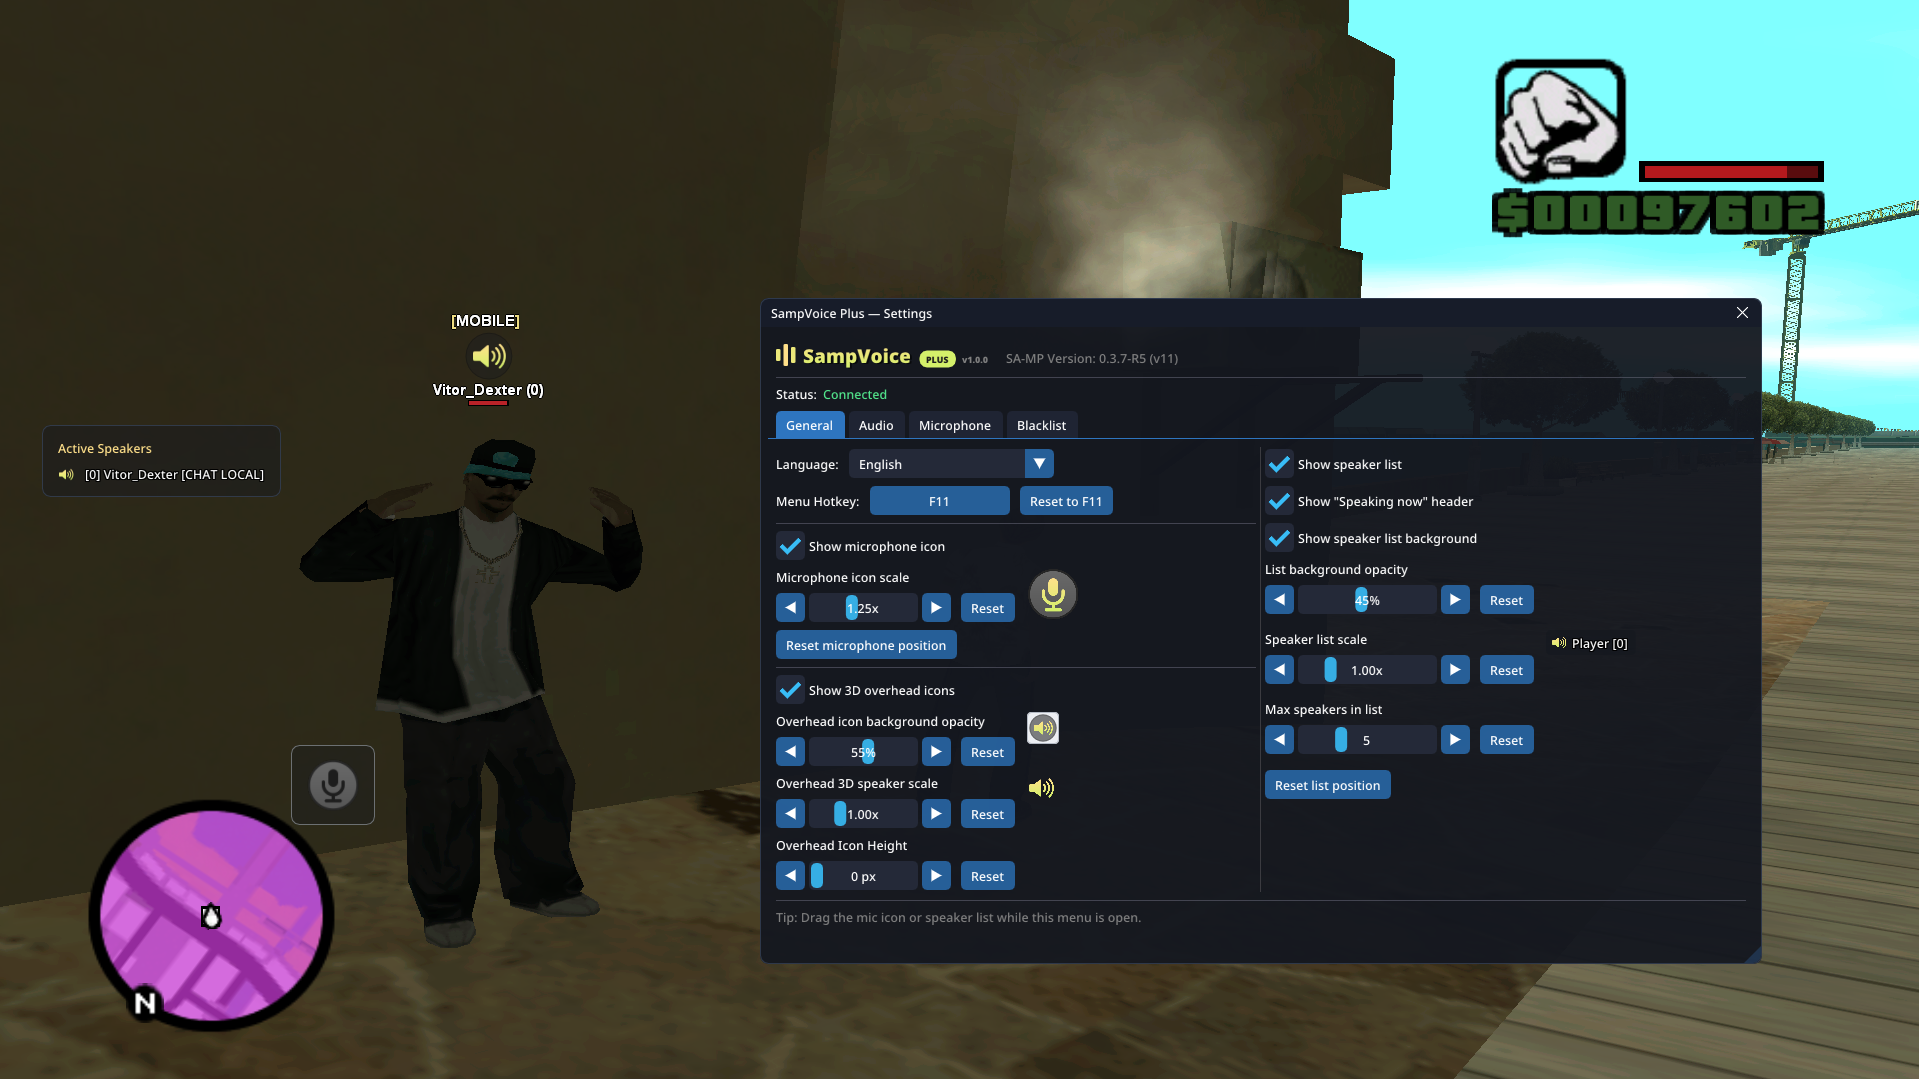 $00097602
[MOBILE]
Vitor_Dexter (0)
Active Speakers
[0] Vitor_Dexter [CHAT LOCAL]
N
SampVoice Plus — Settings
SampVoice PLUS v1.0.0 SA-MP Version: 0.3.7-R5 (v11)
Status: Connected
General Audio Microphone Blacklist
Language: English
Menu Hotkey: F11 Reset to F11
Show microphone icon
Microphone icon scale
1.25x Reset
Reset microphone position
Show 3D overhead icons
Overhead icon background opacity
55% Reset
Overhead 3D speaker scale
1.00x Reset
Overhead Icon Height
0 px Reset
Show speaker list
Show "Speaking now" header
Show speaker list background
List background opacity
45% Reset
Speaker list scale
Player [0]
1.00x Reset
Max speakers in list
5 Reset
Reset list position
Tip: Drag the mic icon or speaker list while this menu is open.